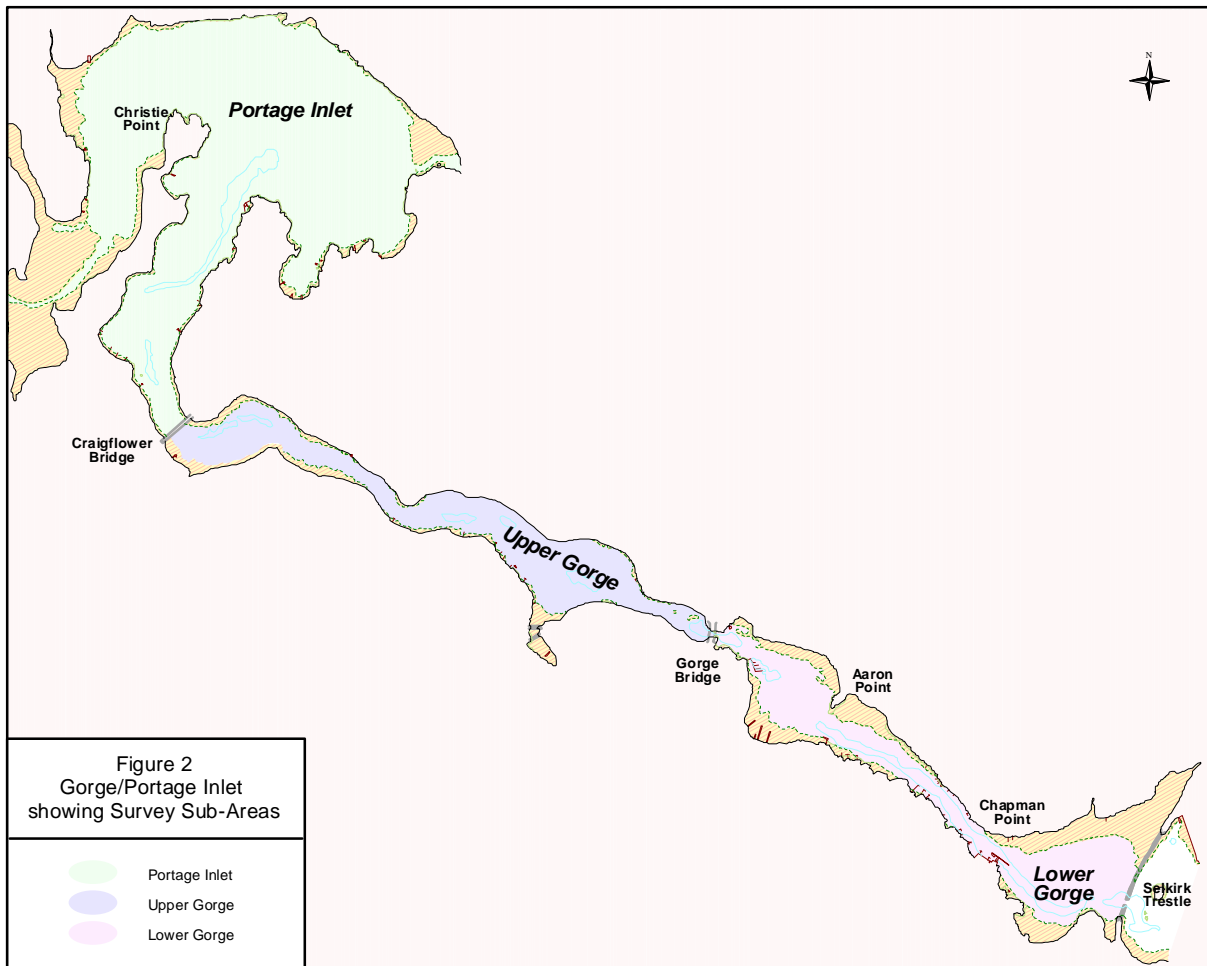 N
Portage Inlet
Christie
Point
Craigflower
Bridge
Upper Gorge
Gorge
Bridge
Aaron
Point
Chapman
Point
Lower
Gorge
Selkirk
Trestle
Figure 2
Gorge/Portage Inlet
showing Survey Sub-Areas
Portage Inlet
Upper Gorge
Lower Gorge